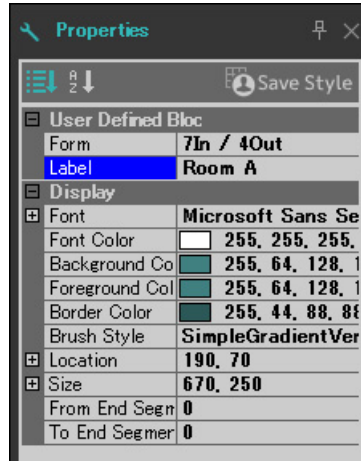 Properties
A Z Save Style
User Defined Bloc
Form 7In / 4Out
Label Room A
Display
Font Microsoft Sans Se
Font Color 255, 255, 255,
Background Co 255, 64, 128, 1
Foreground Col 255, 64, 128, 1
Border Color 255, 44, 88, 88
Brush Style SimpleGradientVer
Location 190, 70
Size 670, 250
From End Segm 0
To End Segmer 0